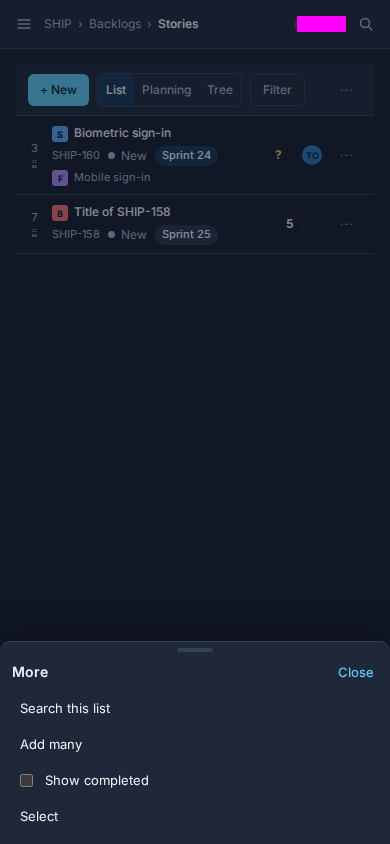 SHIP › Backlogs › Stories
+ New List Planning Tree Filter ...
S Biometric sign-in
3 SHIP-160 New Sprint 24 ? TO ...
F Mobile sign-in
B Title of SHIP-158
7 SHIP-158 New Sprint 25 5 ...
More Close
Search this list
Add many
Show completed
Select